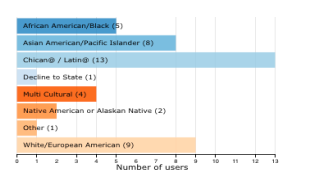 African American/Black (5)
Asian American/Pacific Islander (8)
Chican@ / Latin@ (13)
Decline to State (1)
Multi Cultural (4)
Native American or Alaskan Native (2)
Other (1)
White/European American (9)
0 1 2 3 4 5 6 7 8 9 10 11 12 13
Number of users